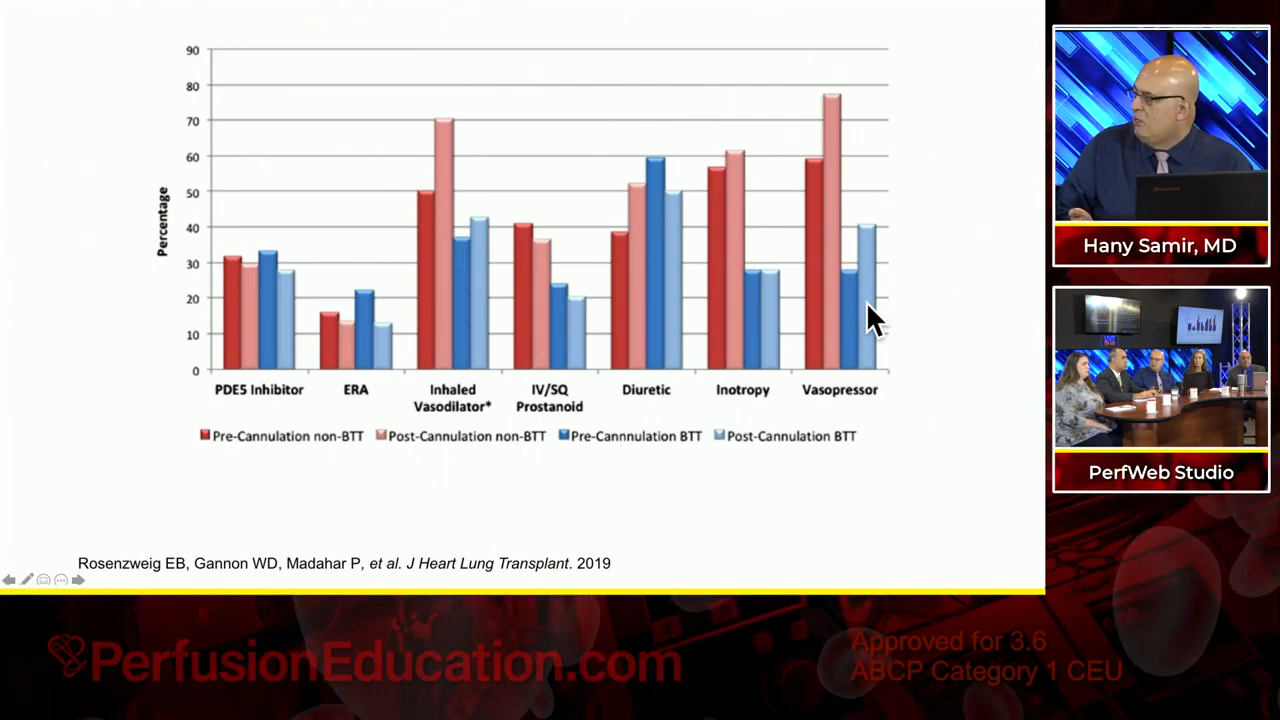 90
80
70
60
50
40
30
20
10
0
Percentage
PDE5 Inhibitor
ERA
Inhaled
Vasodilator*
IV/SQ
Prostanoid
Diuretic
Inotropy
Vasopressor
Pre-Cannulation non-BTT
Post-Cannulation non-BTT
Pre-Cannnulation BTT
Post-Cannulation BTT
Rosenzweig EB, Gannon WD, Madahar P, et al. J Heart Lung Transplant. 2019
Hany Samir, MD
LIVE
PerfWeb Studio
PerfusionEducation.com
Approved for 3.6
ABCP Category 1 CEU